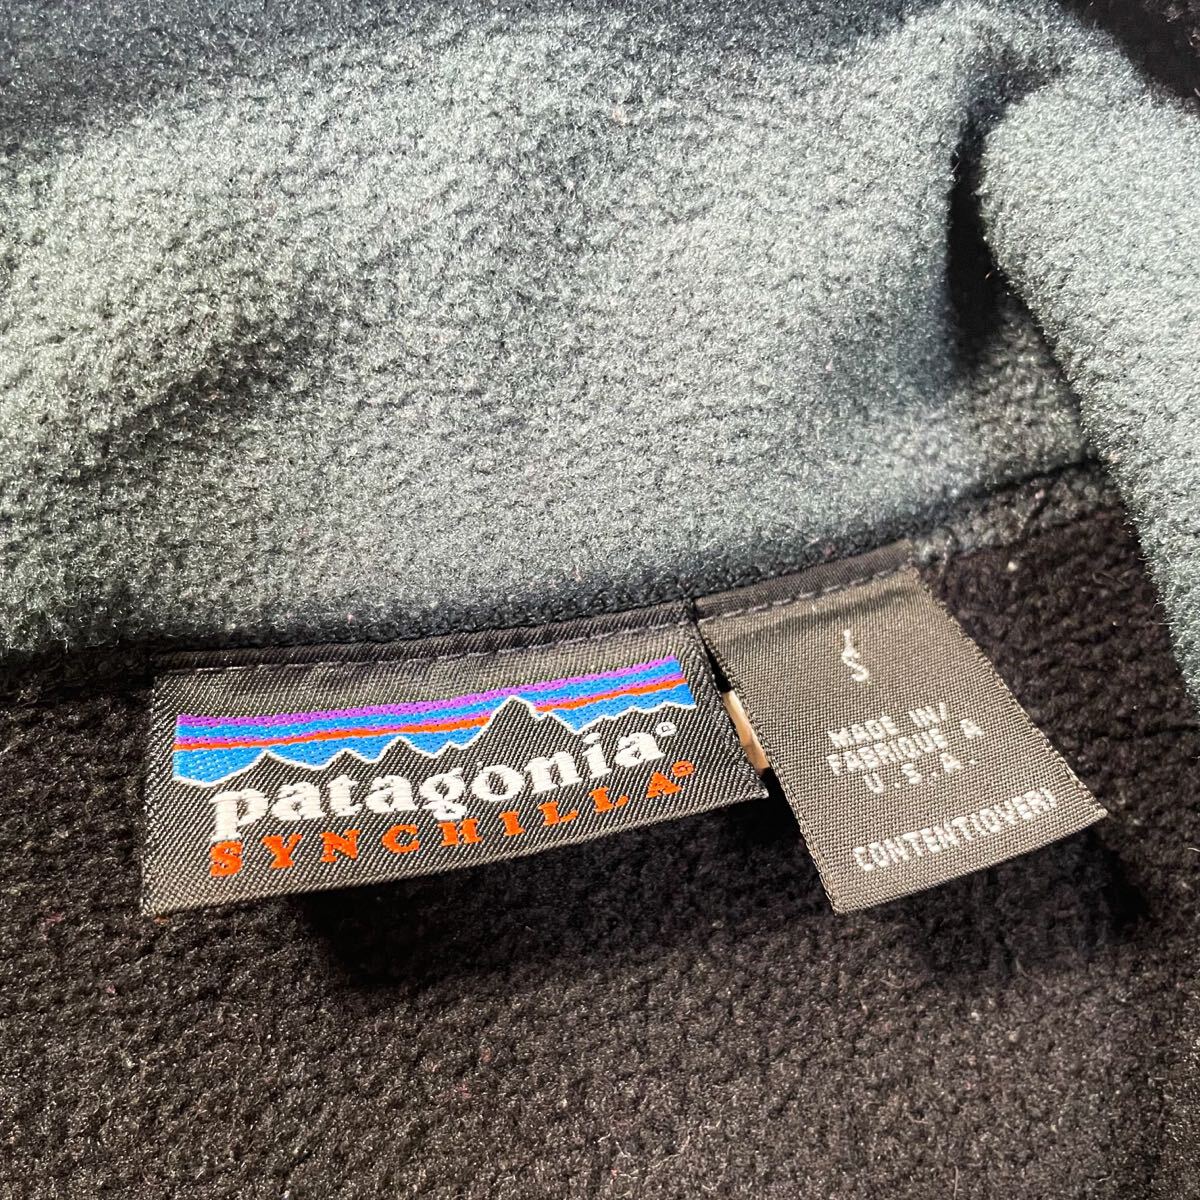 patagonia®
SYNCHILLA®
S
MADE IN/
FABRIQUE A
U.S.A.
CONTENT(OVER)